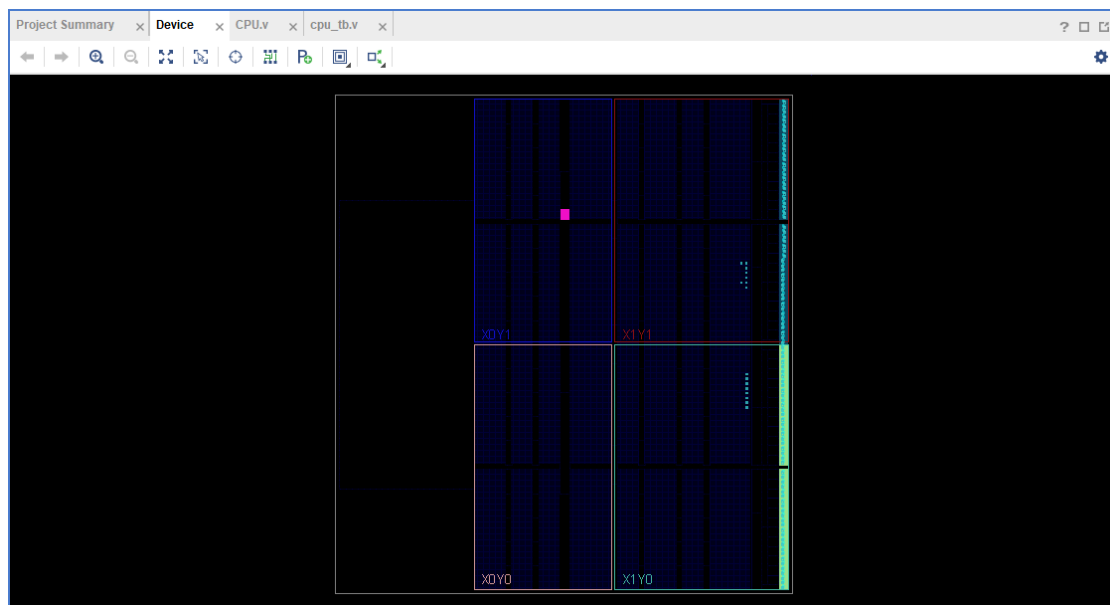 Project Summary × Device × CPU.v × cpu_tb.v × ?
X0Y1 X1Y1
X0Y0 X1Y0